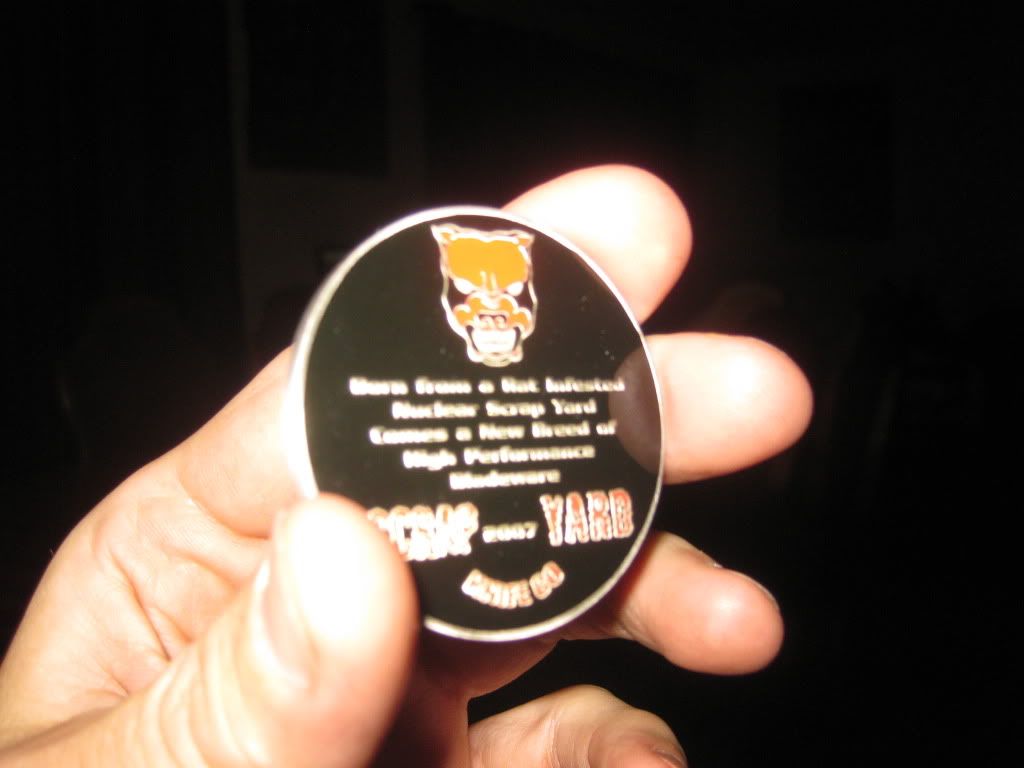 Born from a Rat Infested
Nuclear Scrap Yard
Comes a New Breed of
High Performance
Bladeware
SCRAP 2007 YARD
KNIFE CO.